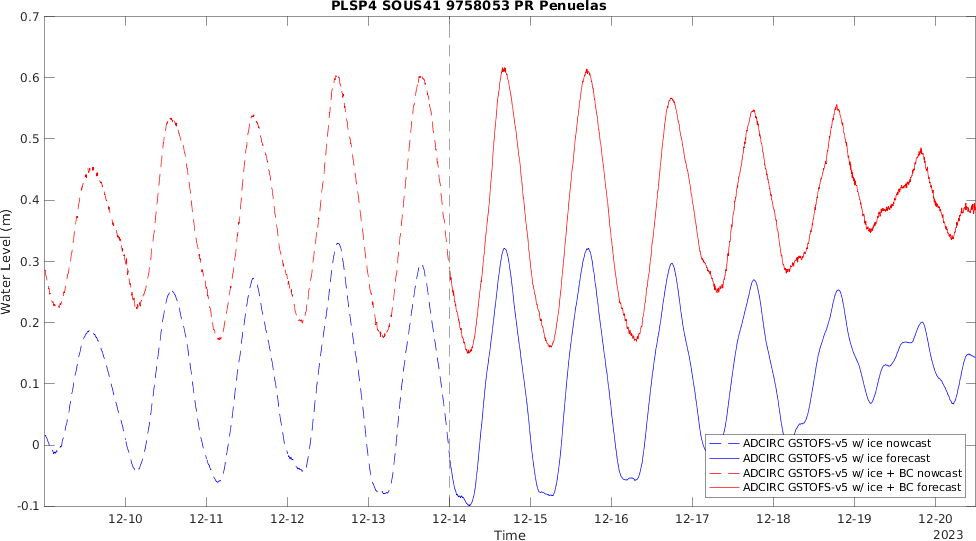 PLSP4 SOUS41 9758053 PR Penuelas
Water Level (m)
0.7
0.6
0.5
0.4
0.3
0.2
0.1
0
-0.1
ADCIRC GSTOFS-v5 w/ ice nowcast
ADCIRC GSTOFS-v5 w/ ice forecast
ADCIRC GSTOFS-v5 w/ ice + BC nowcast
ADCIRC GSTOFS-v5 w/ ice + BC forecast
12-10 12-11 12-12 12-13 12-14 12-15 12-16 12-17 12-18 12-19 12-20
Time
2023